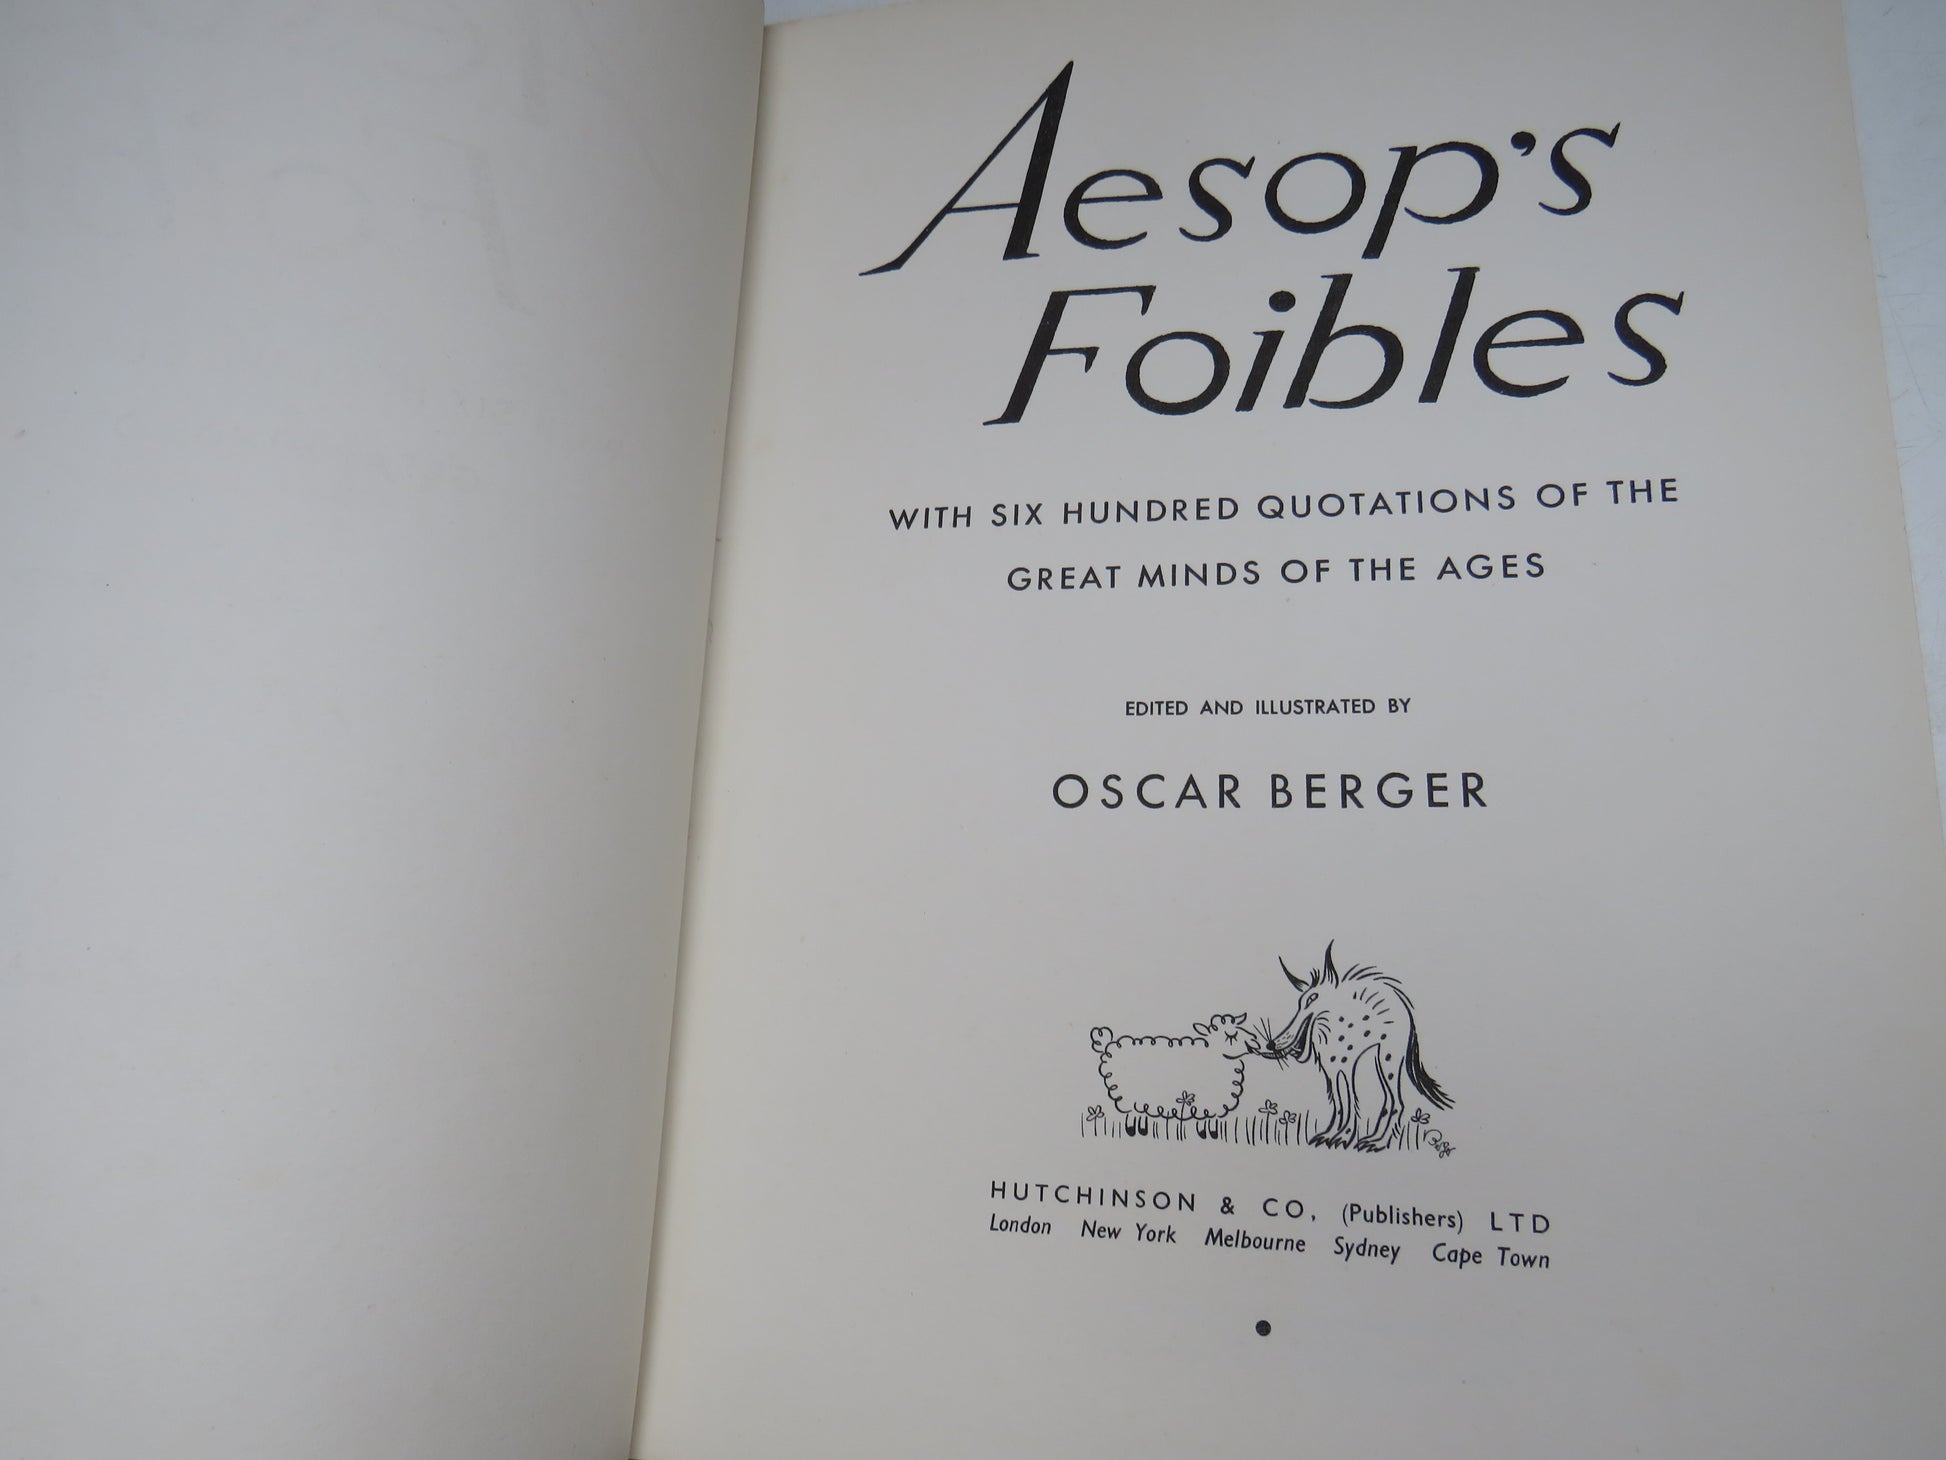 Aesop's
Foibles
WITH SIX HUNDRED QUOTATIONS OF THE
GREAT MINDS OF THE AGES
EDITED AND ILLUSTRATED BY
OSCAR BERGER
Berger
HUTCHINSON & CO, (Publishers) LTD
London New York Melbourne Sydney Cape Town